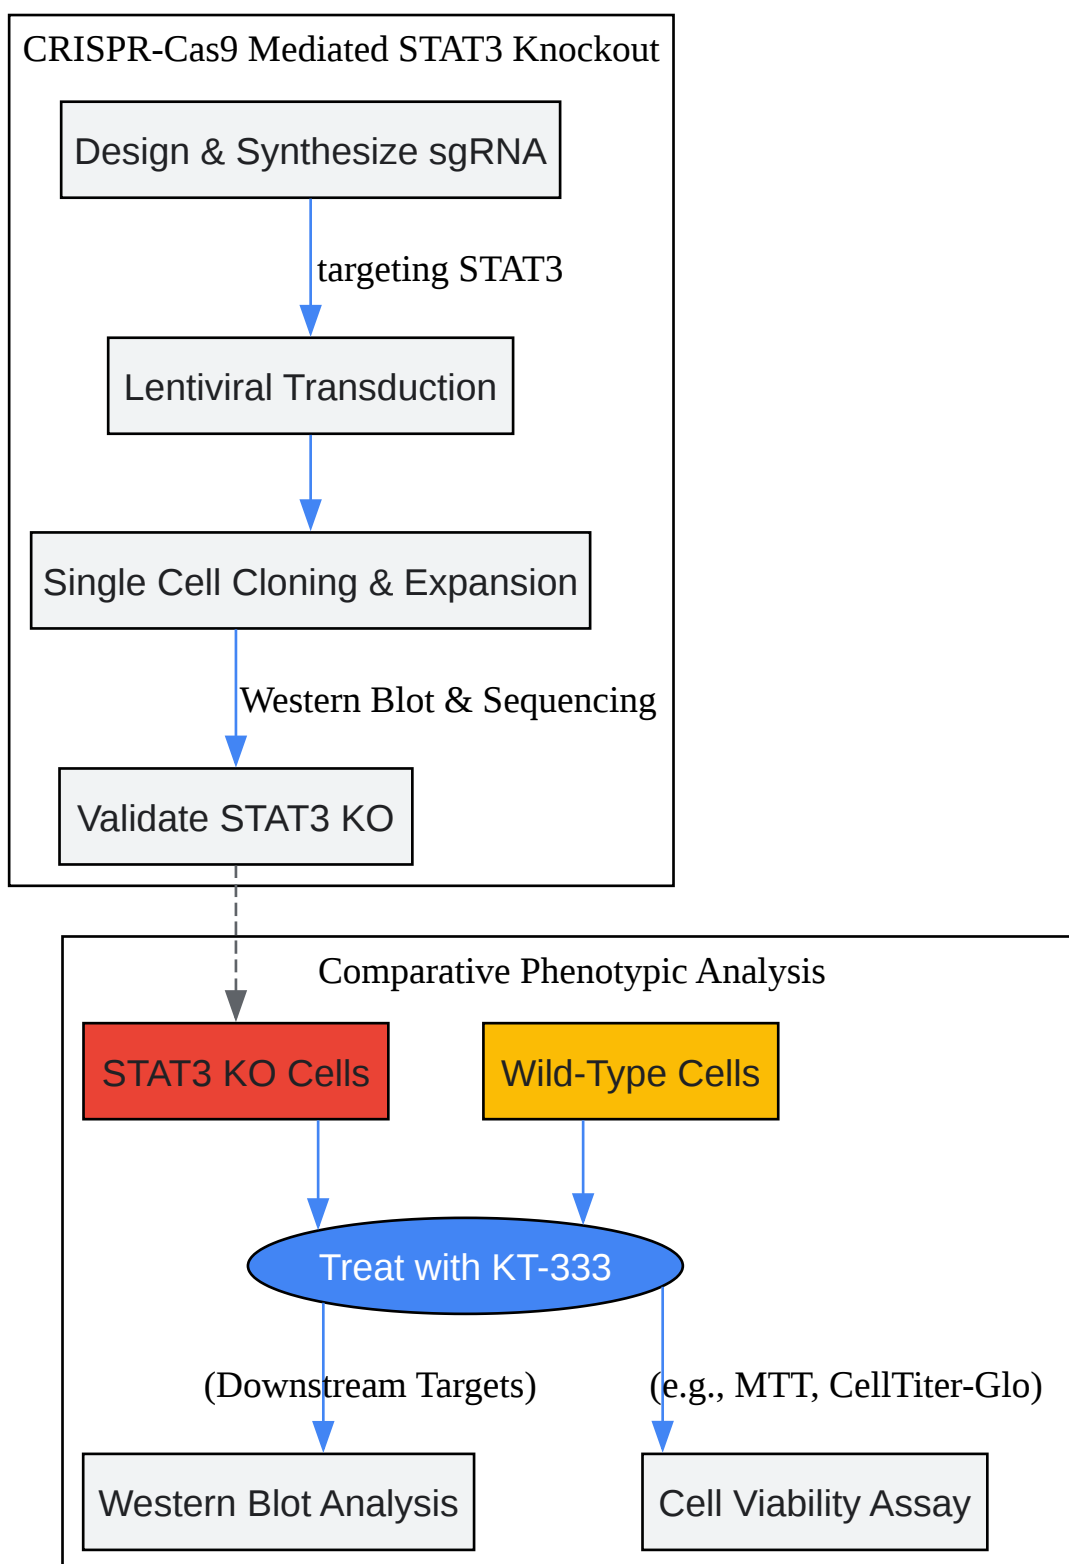 CRISPR-Cas9 Mediated STAT3 Knockout
Design & Synthesize sgRNA
targeting STAT3
Lentiviral Transduction
Single Cell Cloning & Expansion
Western Blot & Sequencing
Validate STAT3 KO
Comparative Phenotypic Analysis
STAT3 KO Cells
Wild-Type Cells
Treat with KT-333
(Downstream Targets)
(e.g., MTT, CellTiter-Glo)
Western Blot Analysis
Cell Viability Assay